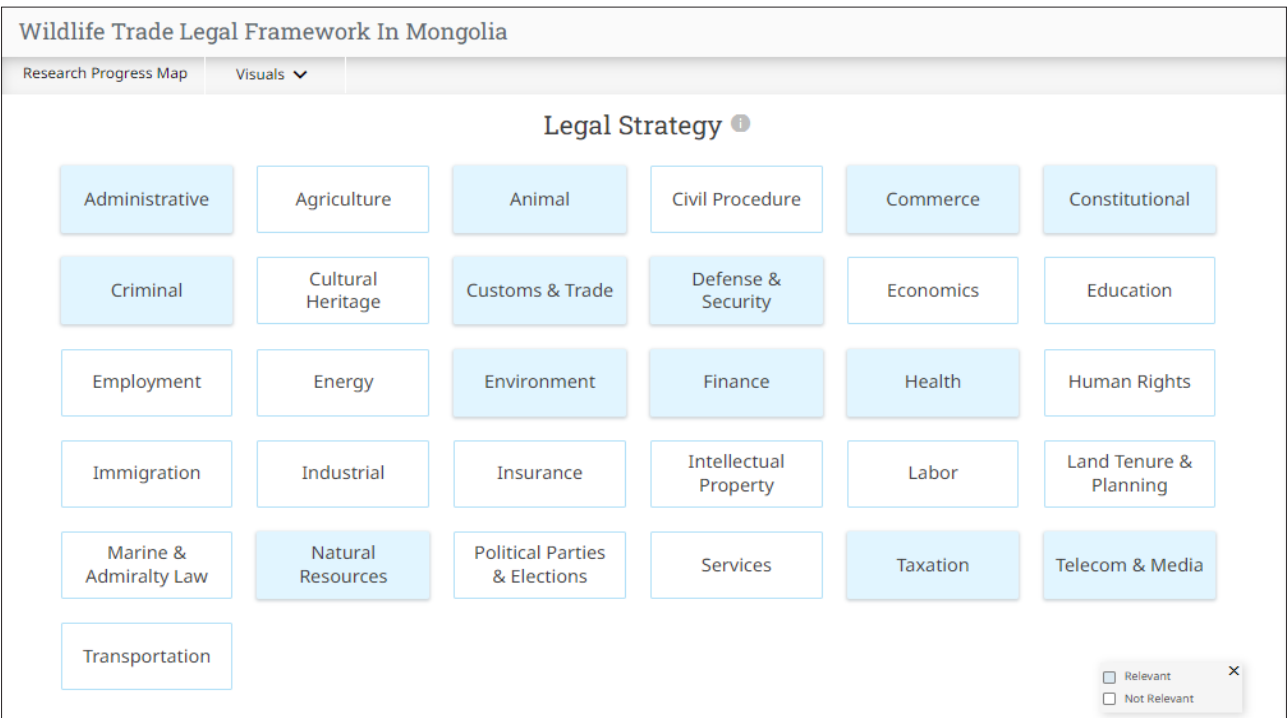 Wildlife Trade Legal Framework In Mongolia
Research Progress Map
Visuals
Legal Strategy
Administrative
Agriculture
Animal
Civil Procedure
Commerce
Constitutional
Criminal
Cultural
Heritage
Customs & Trade
Defense &
Security
Economics
Education
Employment
Energy
Environment
Finance
Health
Human Rights
Immigration
Industrial
Insurance
Intellectual
Property
Labor
Land Tenure &
Planning
Marine &
Admiralty Law
Natural
Resources
Political Parties
& Elections
Services
Taxation
Telecom & Media
Transportation
Relevant
Not Relevant